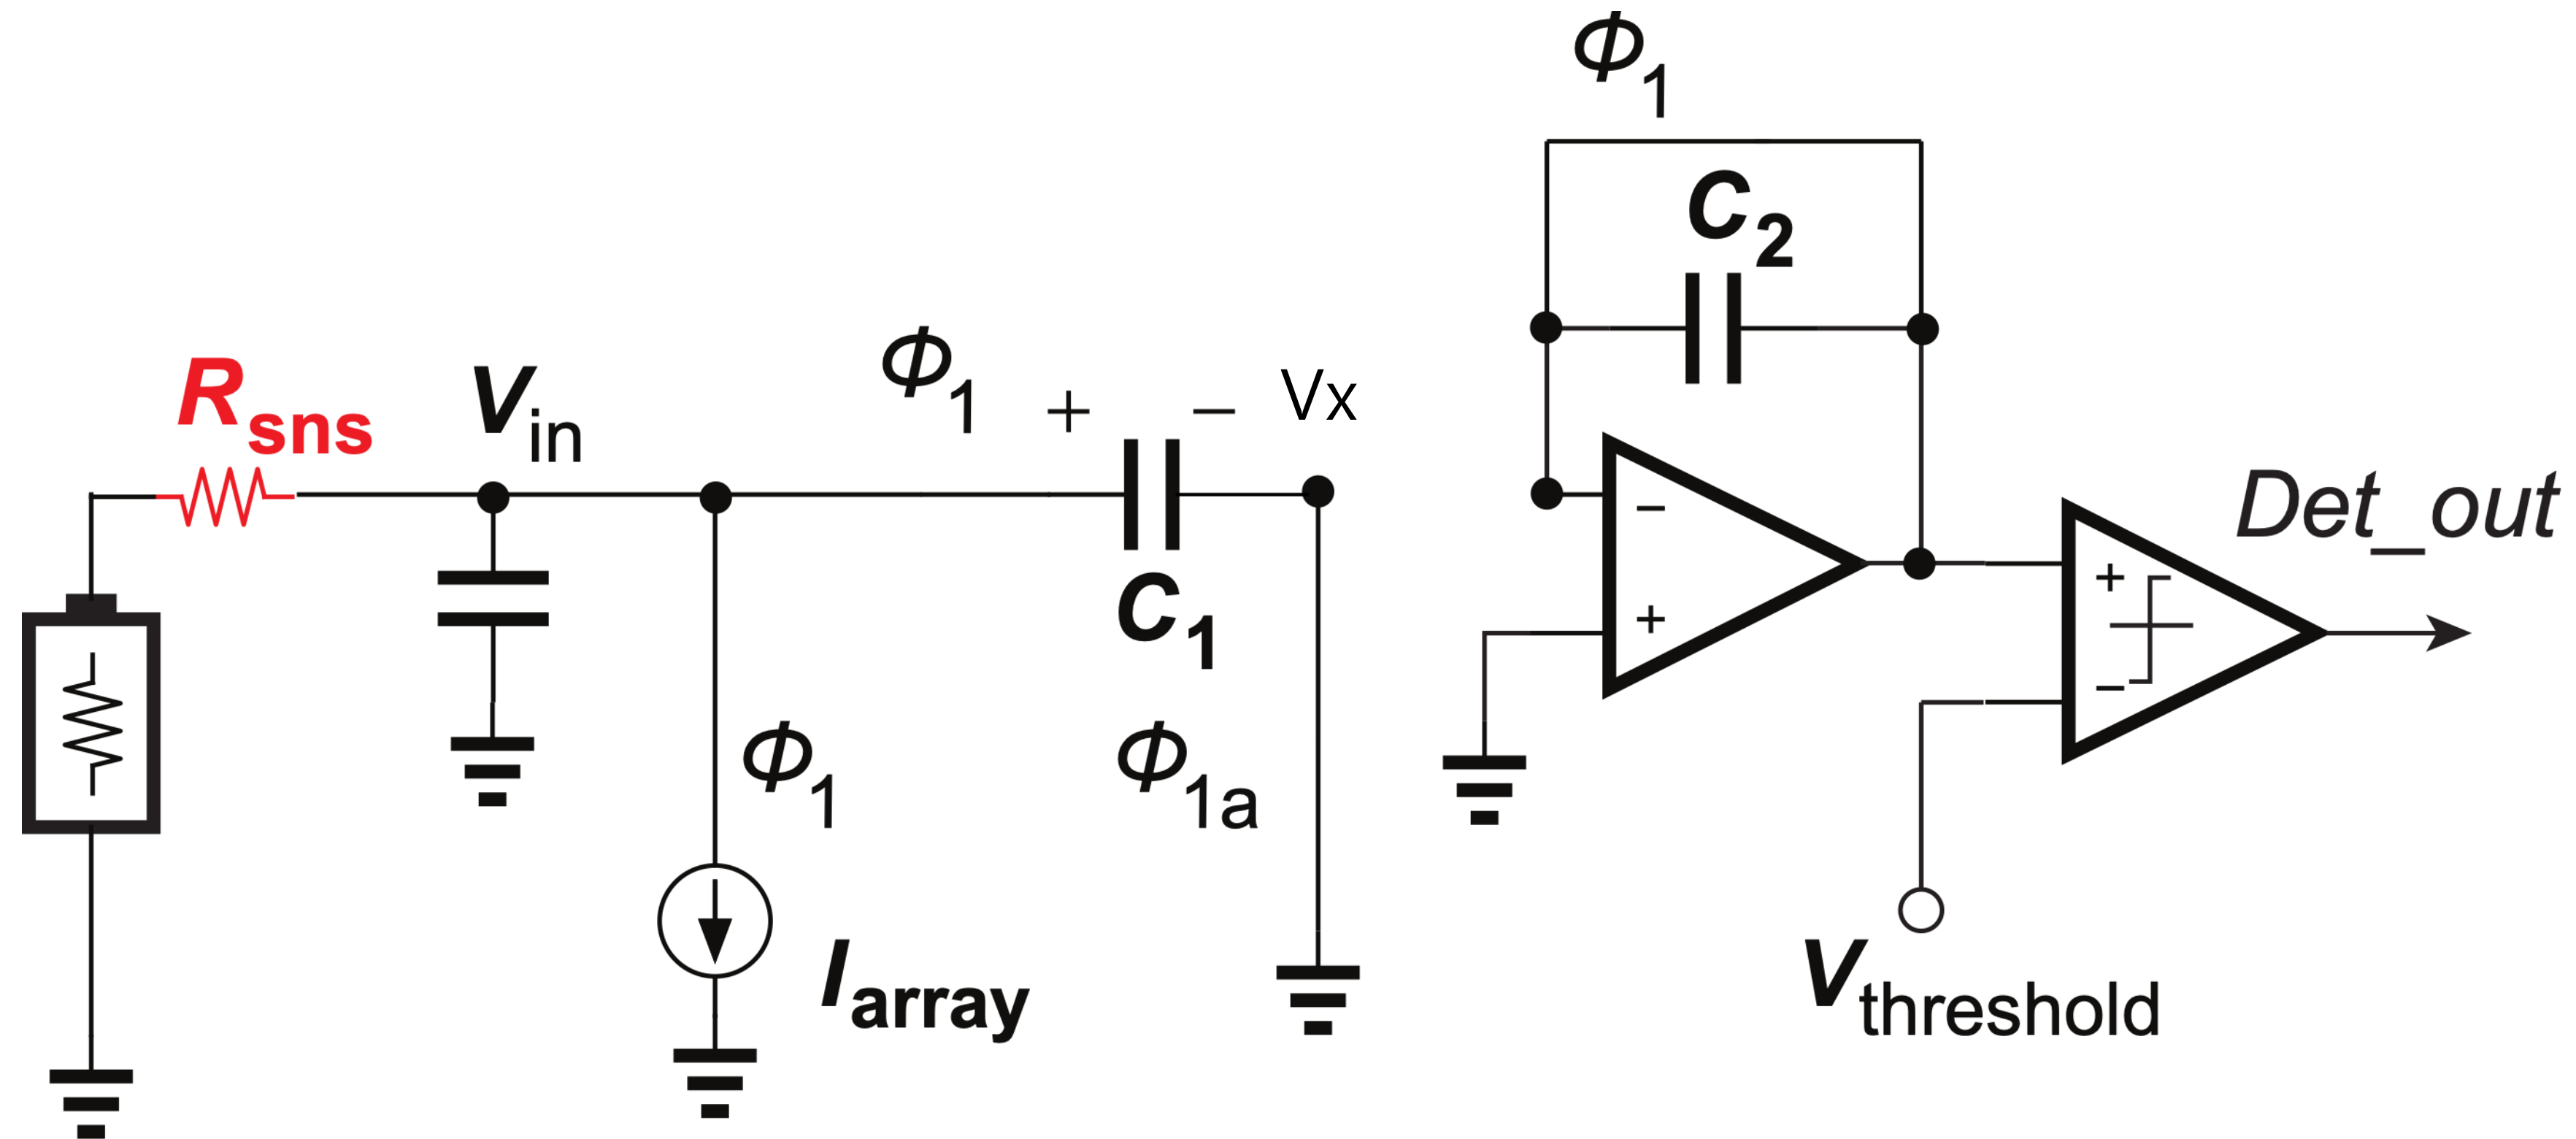 Φ1
C2
Rsns
Vin
Φ1
+
−
Vx
C1
−
+
Det_out
+
−
Φ1
Φ1a
Iarray
Vthreshold